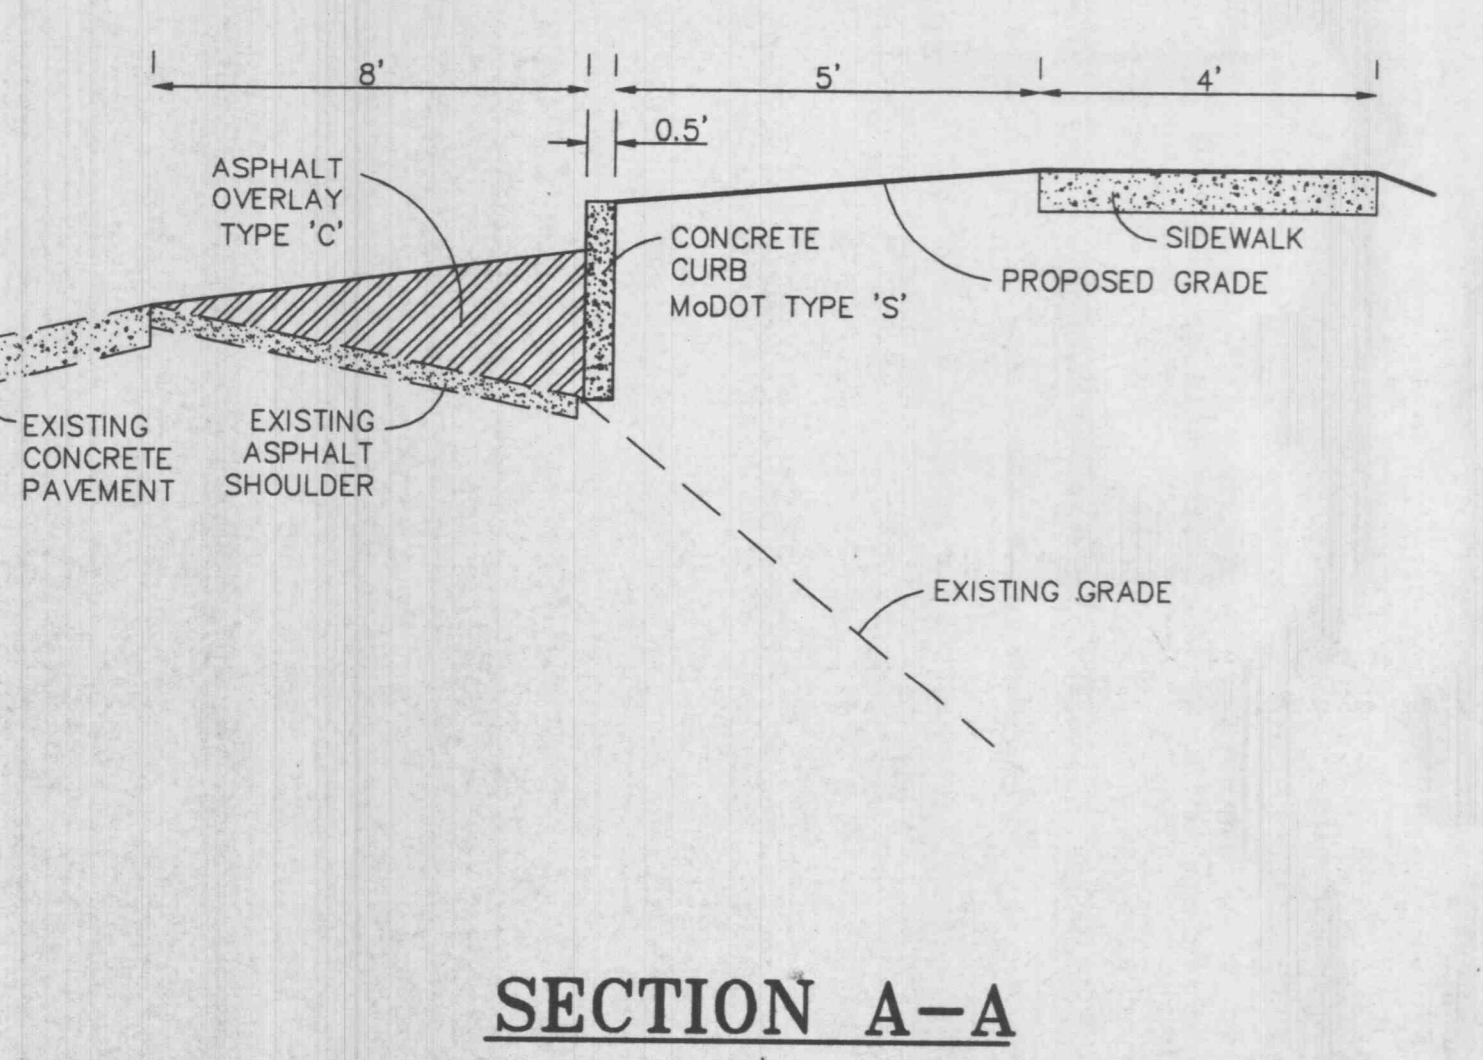 8'
5'
4'
0.5'
ASPHALT
OVERLAY
TYPE 'C'
CONCRETE
CURB
MoDOT TYPE 'S'
SIDEWALK
PROPOSED GRADE
EXISTING
CONCRETE
PAVEMENT
EXISTING
ASPHALT
SHOULDER
EXISTING GRADE
SECTION A-A